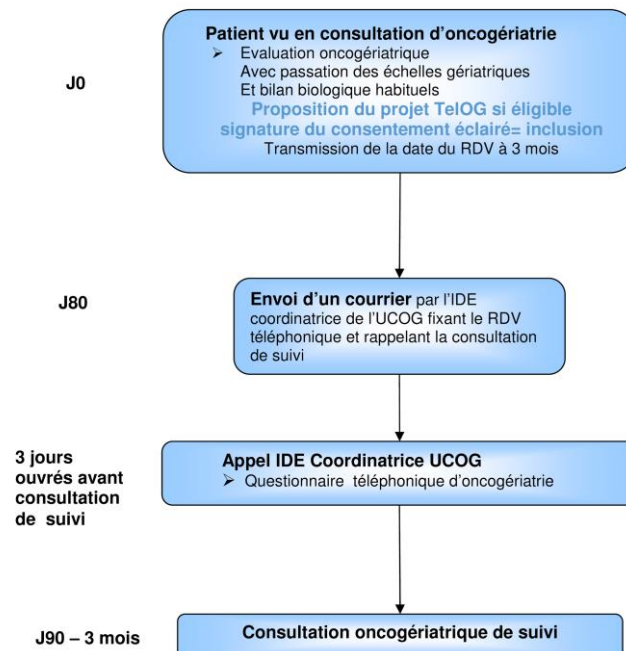 J0
Patient vu en consultation d'oncogériatrie
➢ Evaluation oncogériatrique
Avec passation des échelles gériatriques
Et bilan biologique habituels
Proposition du projet TelOG si éligible
signature du consentement éclairé= inclusion
Transmission de la date du RDV à 3 mois
J80
Envoi d'un courrier par l'IDE
coordinatrice de l'UCOG fixant le RDV
téléphonique et rappelant la consultation
de suivi
3 jours
ouvrés avant
consultation
de suivi
Appel IDE Coordinatrice UCOG
➢ Questionnaire téléphonique d'oncogériatrie
J90 – 3 mois
Consultation oncogériatrique de suivi